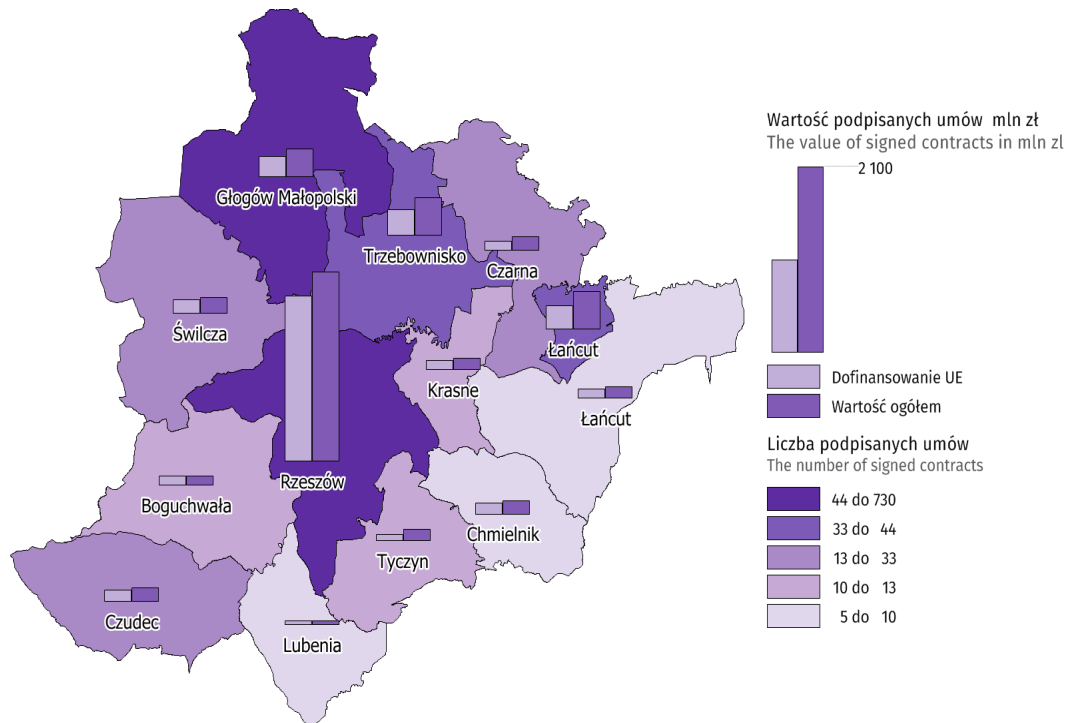 Wartość podpisanych umów mln zł
The value of signed contracts in mln zl
2 100
Dofinansowanie UE
Wartość ogółem
Liczba podpisanych umów
The number of signed contracts
44 do 730
33 do 44
13 do 33
10 do 13
5 do 10
Głogów Małopolski
Trzebownisko
Czarna
Świlcza
Łańcut
Krasne
Łańcut
Rzeszów
Boguchwała
Chmielnik
Tyczyn
Czudec
Lubenia